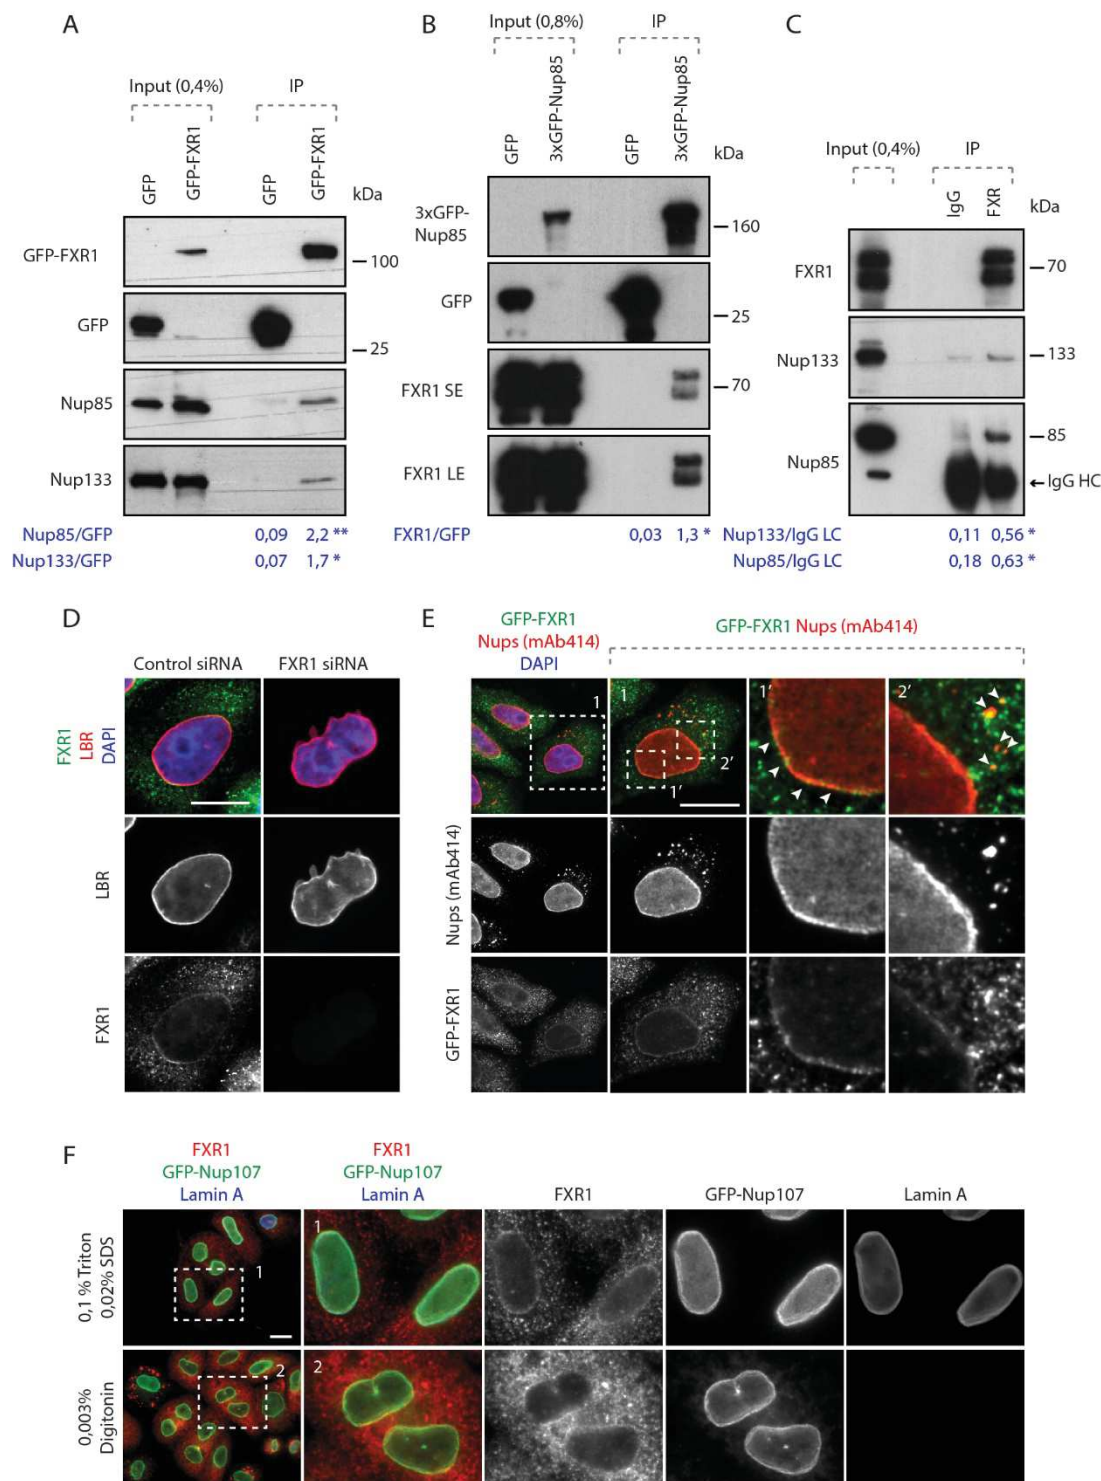 A
Input (0,4%)
IP
GFP
GFP-FXR1
GFP
GFP-FXR1
kDa
GFP-FXR1
100
GFP
25
Nup85
Nup133
Nup85/GFP 0,09 2,2 **
Nup133/GFP 0,07 1,7 *
B
Input (0,8%)
IP
GFP
3xGFP-Nup85
GFP
3xGFP-Nup85
kDa
3xGFP-
Nup85
160
GFP
25
FXR1 SE
70
FXR1 LE
FXR1/GFP 0,03 1,3 *
C
Input (0,4%)
IP
IgG
FXR
kDa
FXR1
70
Nup133
133
Nup85
85
IgG HC
Nup133/IgG LC 0,11 0,56 *
Nup85/IgG LC 0,18 0,63 *
D
Control siRNA
FXR1 siRNA
FXR1
LBR
DAPI
LBR
FXR1
E
GFP-FXR1
Nups (mAb414)
DAPI
GFP-FXR1 Nups (mAb414)
1
1
2'
1'
1'
2'
Nups (mAb414)
GFP-FXR1
F
FXR1
GFP-Nup107
Lamin A
FXR1
GFP-Nup107
Lamin A
FXR1
GFP-Nup107
Lamin A
0,1 % Triton
0,02% SDS
1
1
0,003%
Digitonin
2
2